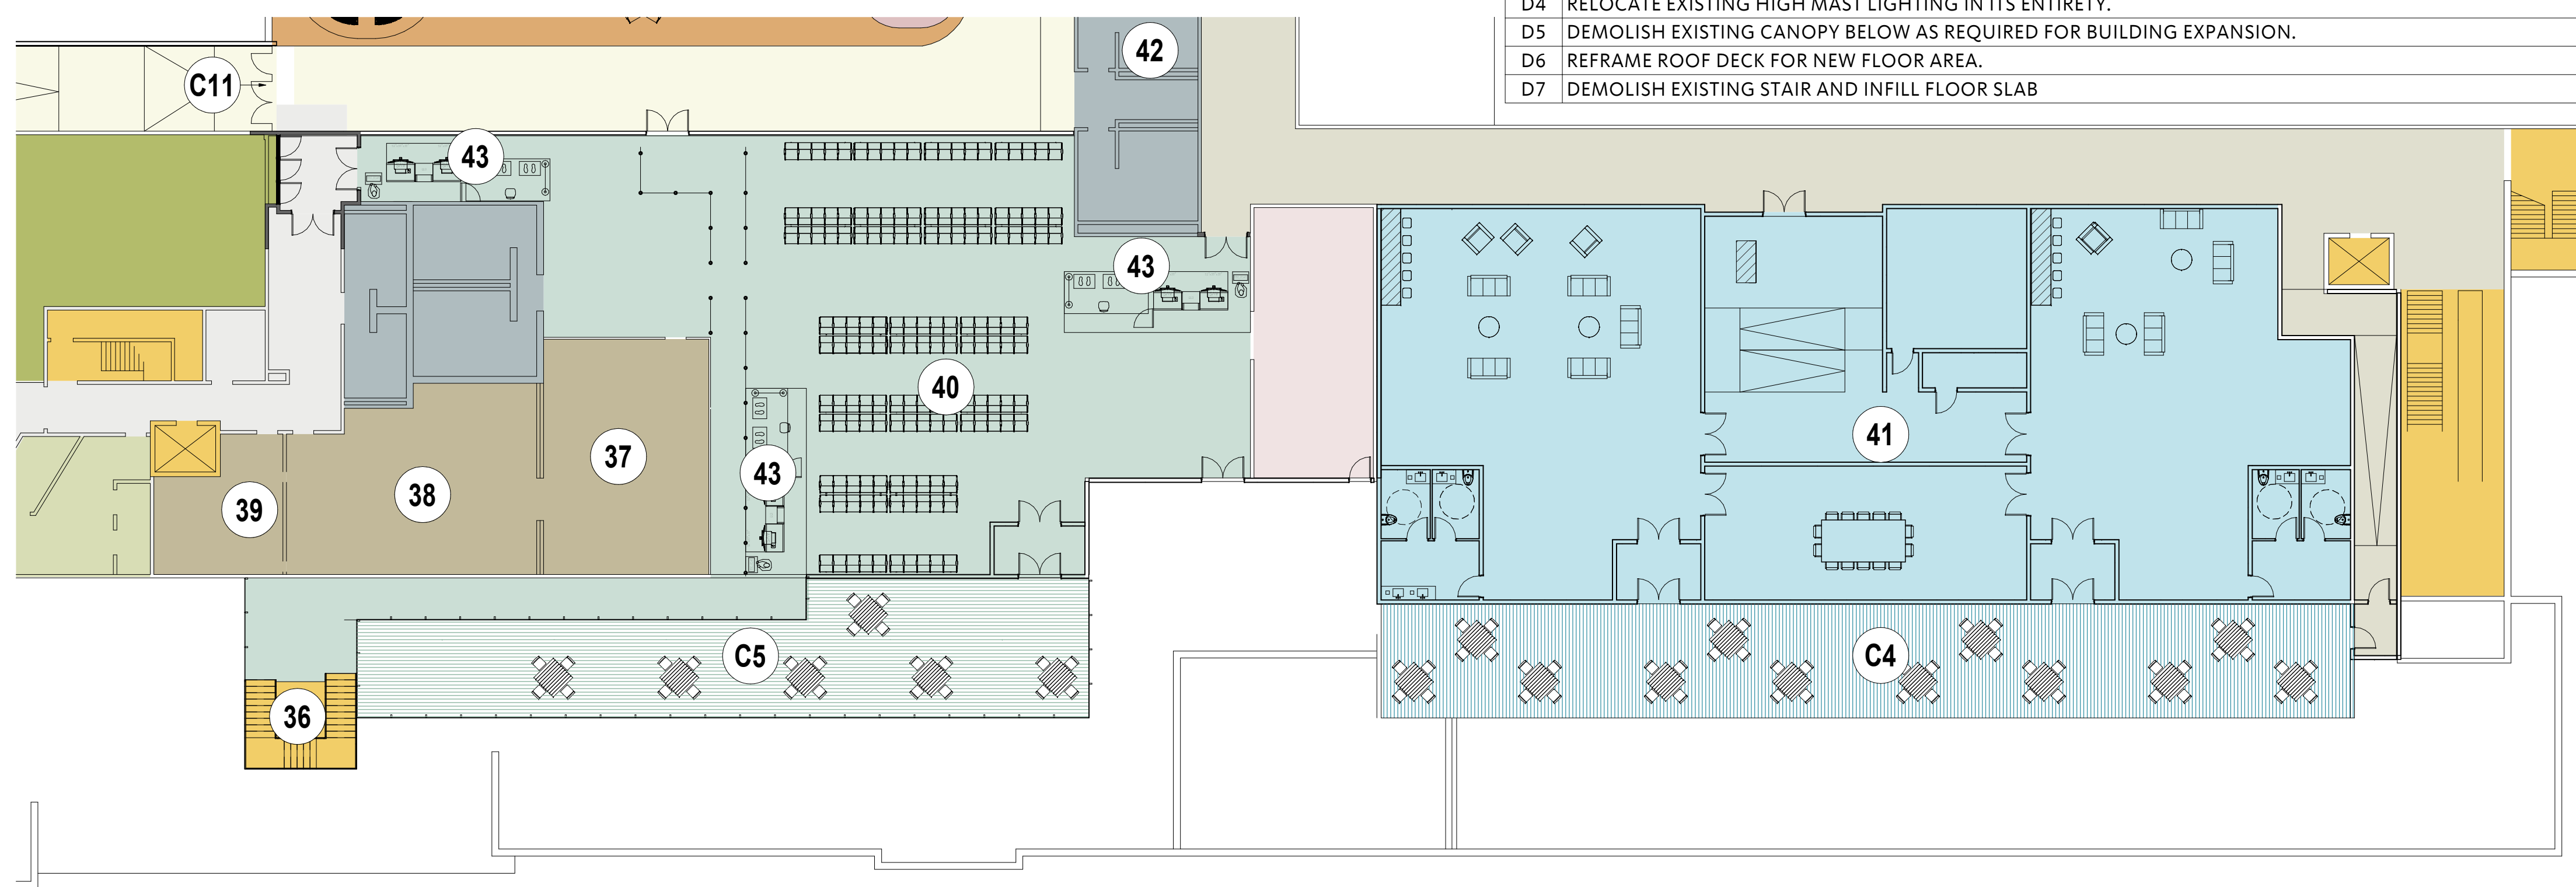 D4 RELOCATE EXISTING HIGH MAST LIGHTING IN ITS ENTIRETY.
D5 DEMOLISH EXISTING CANOPY BELOW AS REQUIRED FOR BUILDING EXPANSION.
D6 REFRAME ROOF DECK FOR NEW FLOOR AREA.
D7 DEMOLISH EXISTING STAIR AND INFILL FLOOR SLAB
42
C11
43
43
40
41
37
43
38
39
C5
C4
36